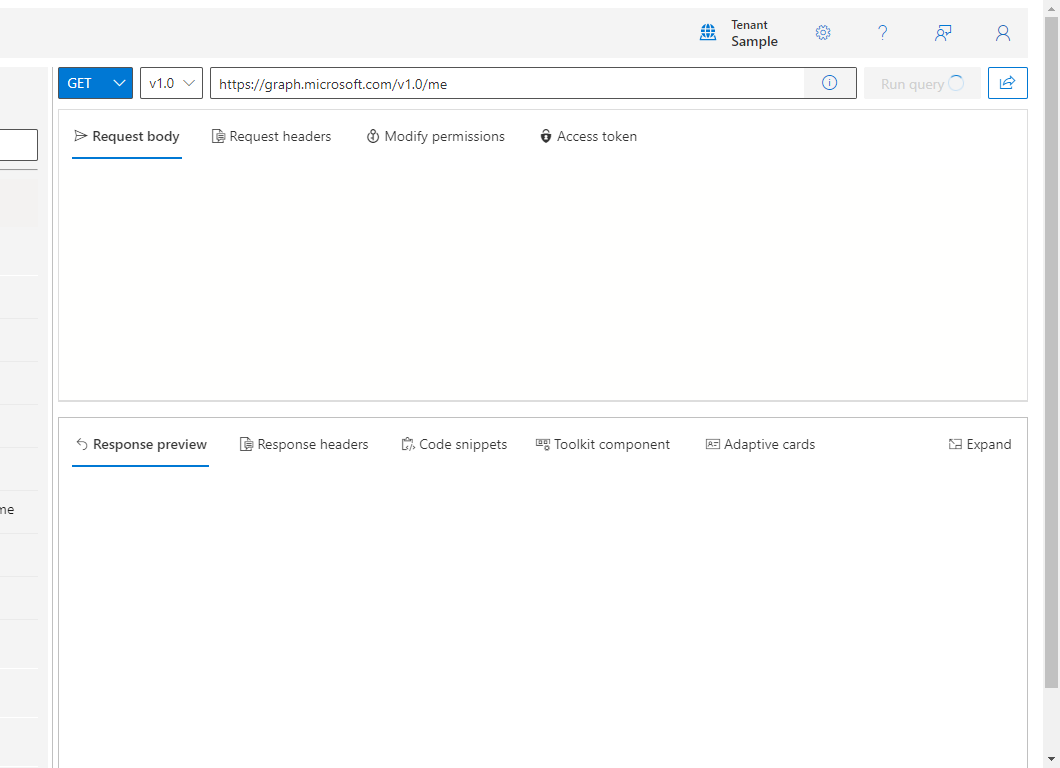 Tenant
Sample
GET
v1.0
https://graph.microsoft.com/v1.0/me
Run query
Request body
Request headers
Modify permissions
Access token
Response preview
Response headers
Code snippets
Toolkit component
Adaptive cards
Expand
me